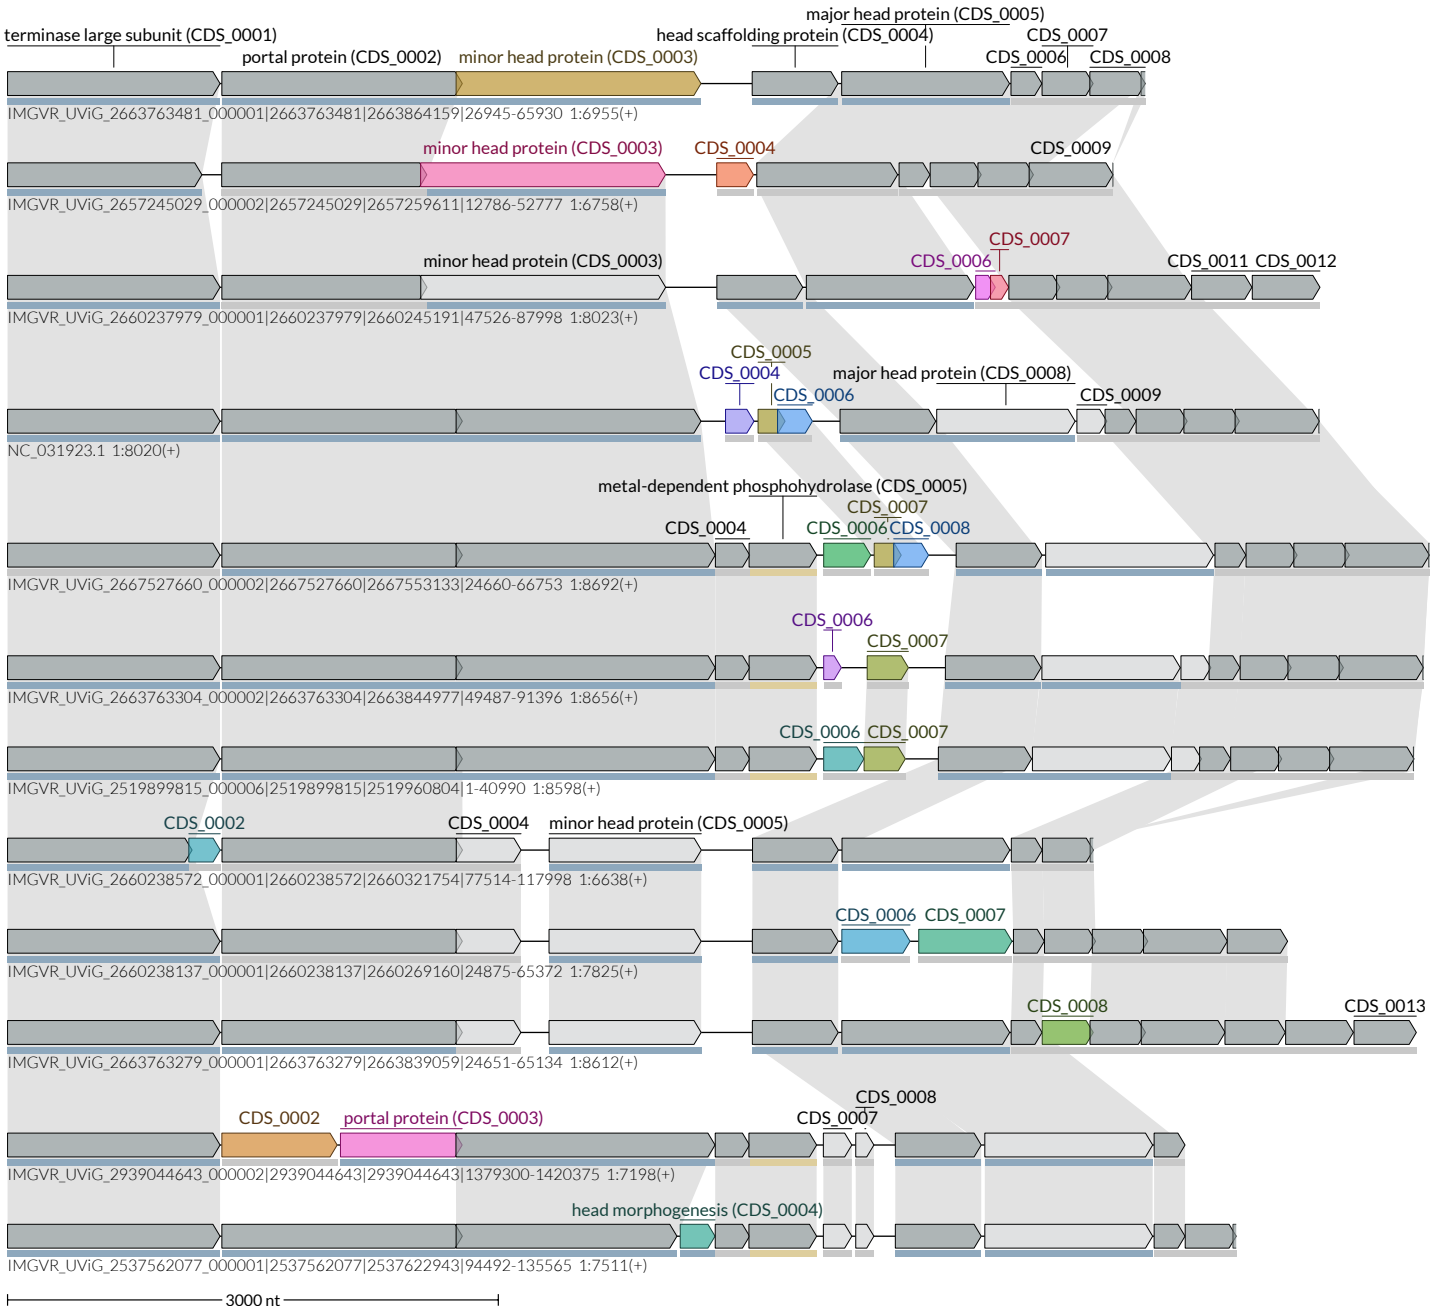 major head protein (CDS_0005)
terminase large subunit (CDS_0001) head scaffolding protein (CDS_0004) CDS_0007
portal protein (CDS_0002) minor head protein (CDS_0003) CDS_0006 CDS_0008
IMGVR_UViG_2663763481_000001|2663763481|2663864159|26945-65930 1:6955(+)
minor head protein (CDS_0003) CDS_0004 CDS_0009
IMGVR_UViG_2657245029_000002|2657245029|2657259611|12786-52777 1:6758(+)
CDS_0007
minor head protein (CDS_0003) CDS_0006 CDS_0011 CDS_0012
IMGVR_UViG_2660237979_000001|2660237979|2660245191|47526-87998 1:8023(+)
CDS_0005
CDS_0004 major head protein (CDS_0008)
CDS_0006 CDS_0009
NC_031923.1 1:8020(+)
metal-dependent phosphohydrolase (CDS_0005)
CDS_0007
CDS_0004 CDS_0006 CDS_0008
IMGVR_UViG_2667527660_000002|2667527660|2667553133|24660-66753 1:8692(+)
CDS_0006
CDS_0007
IMGVR_UViG_2663763304_000002|2663763304|2663844977|49487-91396 1:8656(+)
CDS_0006 CDS_0007
IMGVR_UViG_2519899815_000006|2519899815|2519960804|1-40990 1:8598(+)
CDS_0002 CDS_0004 minor head protein (CDS_0005)
IMGVR_UViG_2660238572_000001|2660238572|2660321754|77514-117998 1:6638(+)
CDS_0006 CDS_0007
IMGVR_UViG_2660238137_000001|2660238137|2660269160|24875-65372 1:7825(+)
CDS_0008 CDS_0013
IMGVR_UViG_2663763279_000001|2663763279|2663839059|24651-65134 1:8612(+)
CDS_0008
CDS_0002 portal protein (CDS_0003) CDS_0007
IMGVR_UViG_2939044643_000002|2939044643|2939044643|1379300-1420375 1:7198(+)
head morphogenesis (CDS_0004)
IMGVR_UViG_2537562077_000001|2537562077|2537622943|94492-135565 1:7511(+)
3000 nt